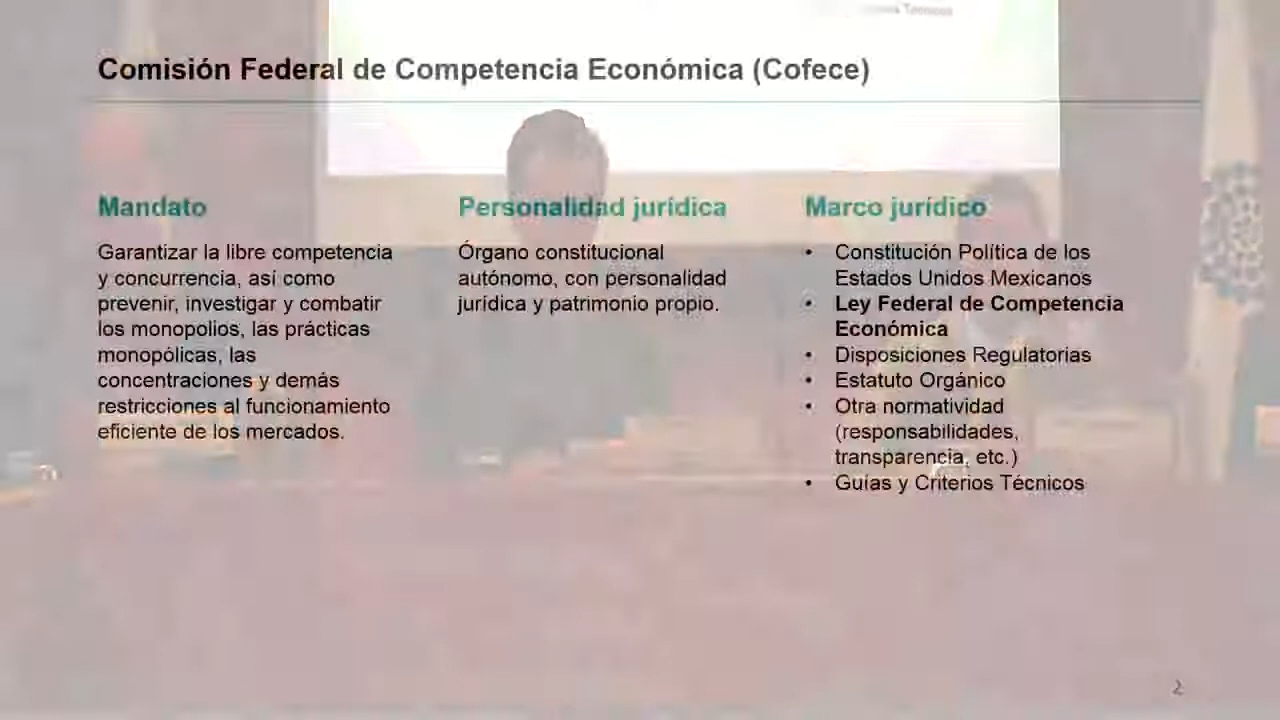 Técnicos
Comisión Federal de Competencia Económica (Cofece)
Mandato
Garantizar la libre competencia
y concurrencia, así como
prevenir, investigar y combatir
los monopolios, las prácticas
monopólicas, las
concentraciones y demás
restricciones al funcionamiento
eficiente de los mercados.
Personalidad jurídica
Órgano constitucional
autónomo, con personalidad
jurídica y patrimonio propio.
Marco jurídico
• Constitución Política de los
Estados Unidos Mexicanos
• Ley Federal de Competencia
Económica
• Disposiciones Regulatorias
• Estatuto Orgánico
• Otra normatividad
(responsabilidades,
transparencia, etc.)
• Guías y Criterios Técnicos
2